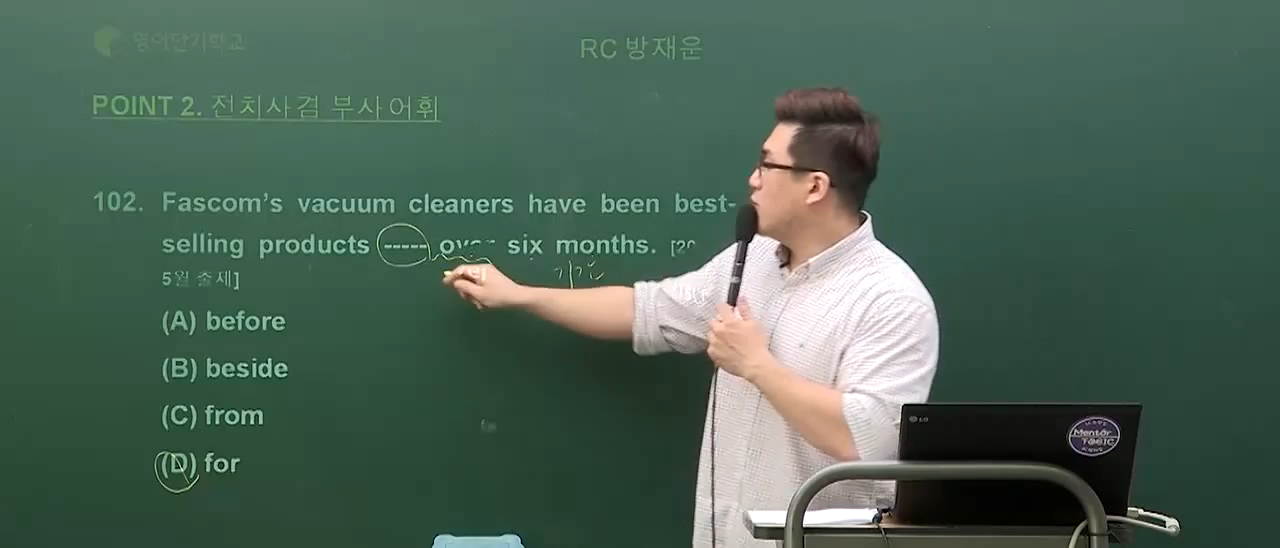 영어단기학교
RC 방재운
POINT 2. 전치사겸 부사어휘
102. Fascom's vacuum cleaners have been best-
selling products ----- over six months. [20
5월 출제]
기간
(A) before
(B) beside
(C) from
(D) for
LG
Mentor
TOEIC